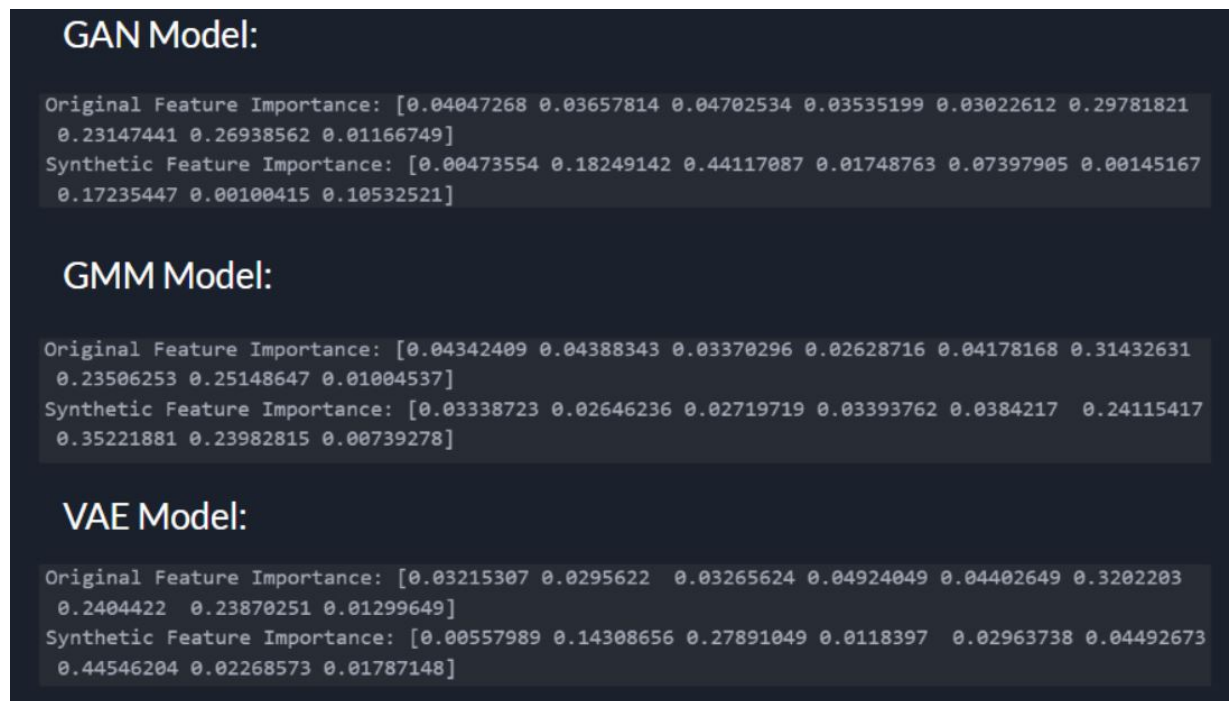 GAN Model:
Original Feature Importance: [0.04047268 0.03657814 0.04702534 0.03535199 0.03022612 0.29781821
0.23147441 0.26938562 0.01166749]
Synthetic Feature Importance: [0.00473554 0.18249142 0.44117087 0.01748763 0.07397905 0.00145167
0.17235447 0.00100415 0.10532521]
GMM Model:
Original Feature Importance: [0.04342409 0.04388343 0.03370296 0.02628716 0.04178168 0.31432631
0.23506253 0.25148647 0.01004537]
Synthetic Feature Importance: [0.03338723 0.02646236 0.02719719 0.03393762 0.0384217  0.24115417
0.35221881 0.23982815 0.00739278]
VAE Model:
Original Feature Importance: [0.03215307 0.0295622  0.03265624 0.04924049 0.04402649 0.3202203
0.2404422  0.23870251 0.01299649]
Synthetic Feature Importance: [0.00557989 0.14308656 0.27891049 0.0118397  0.02963738 0.04492673
0.44546204 0.02268573 0.01787148]